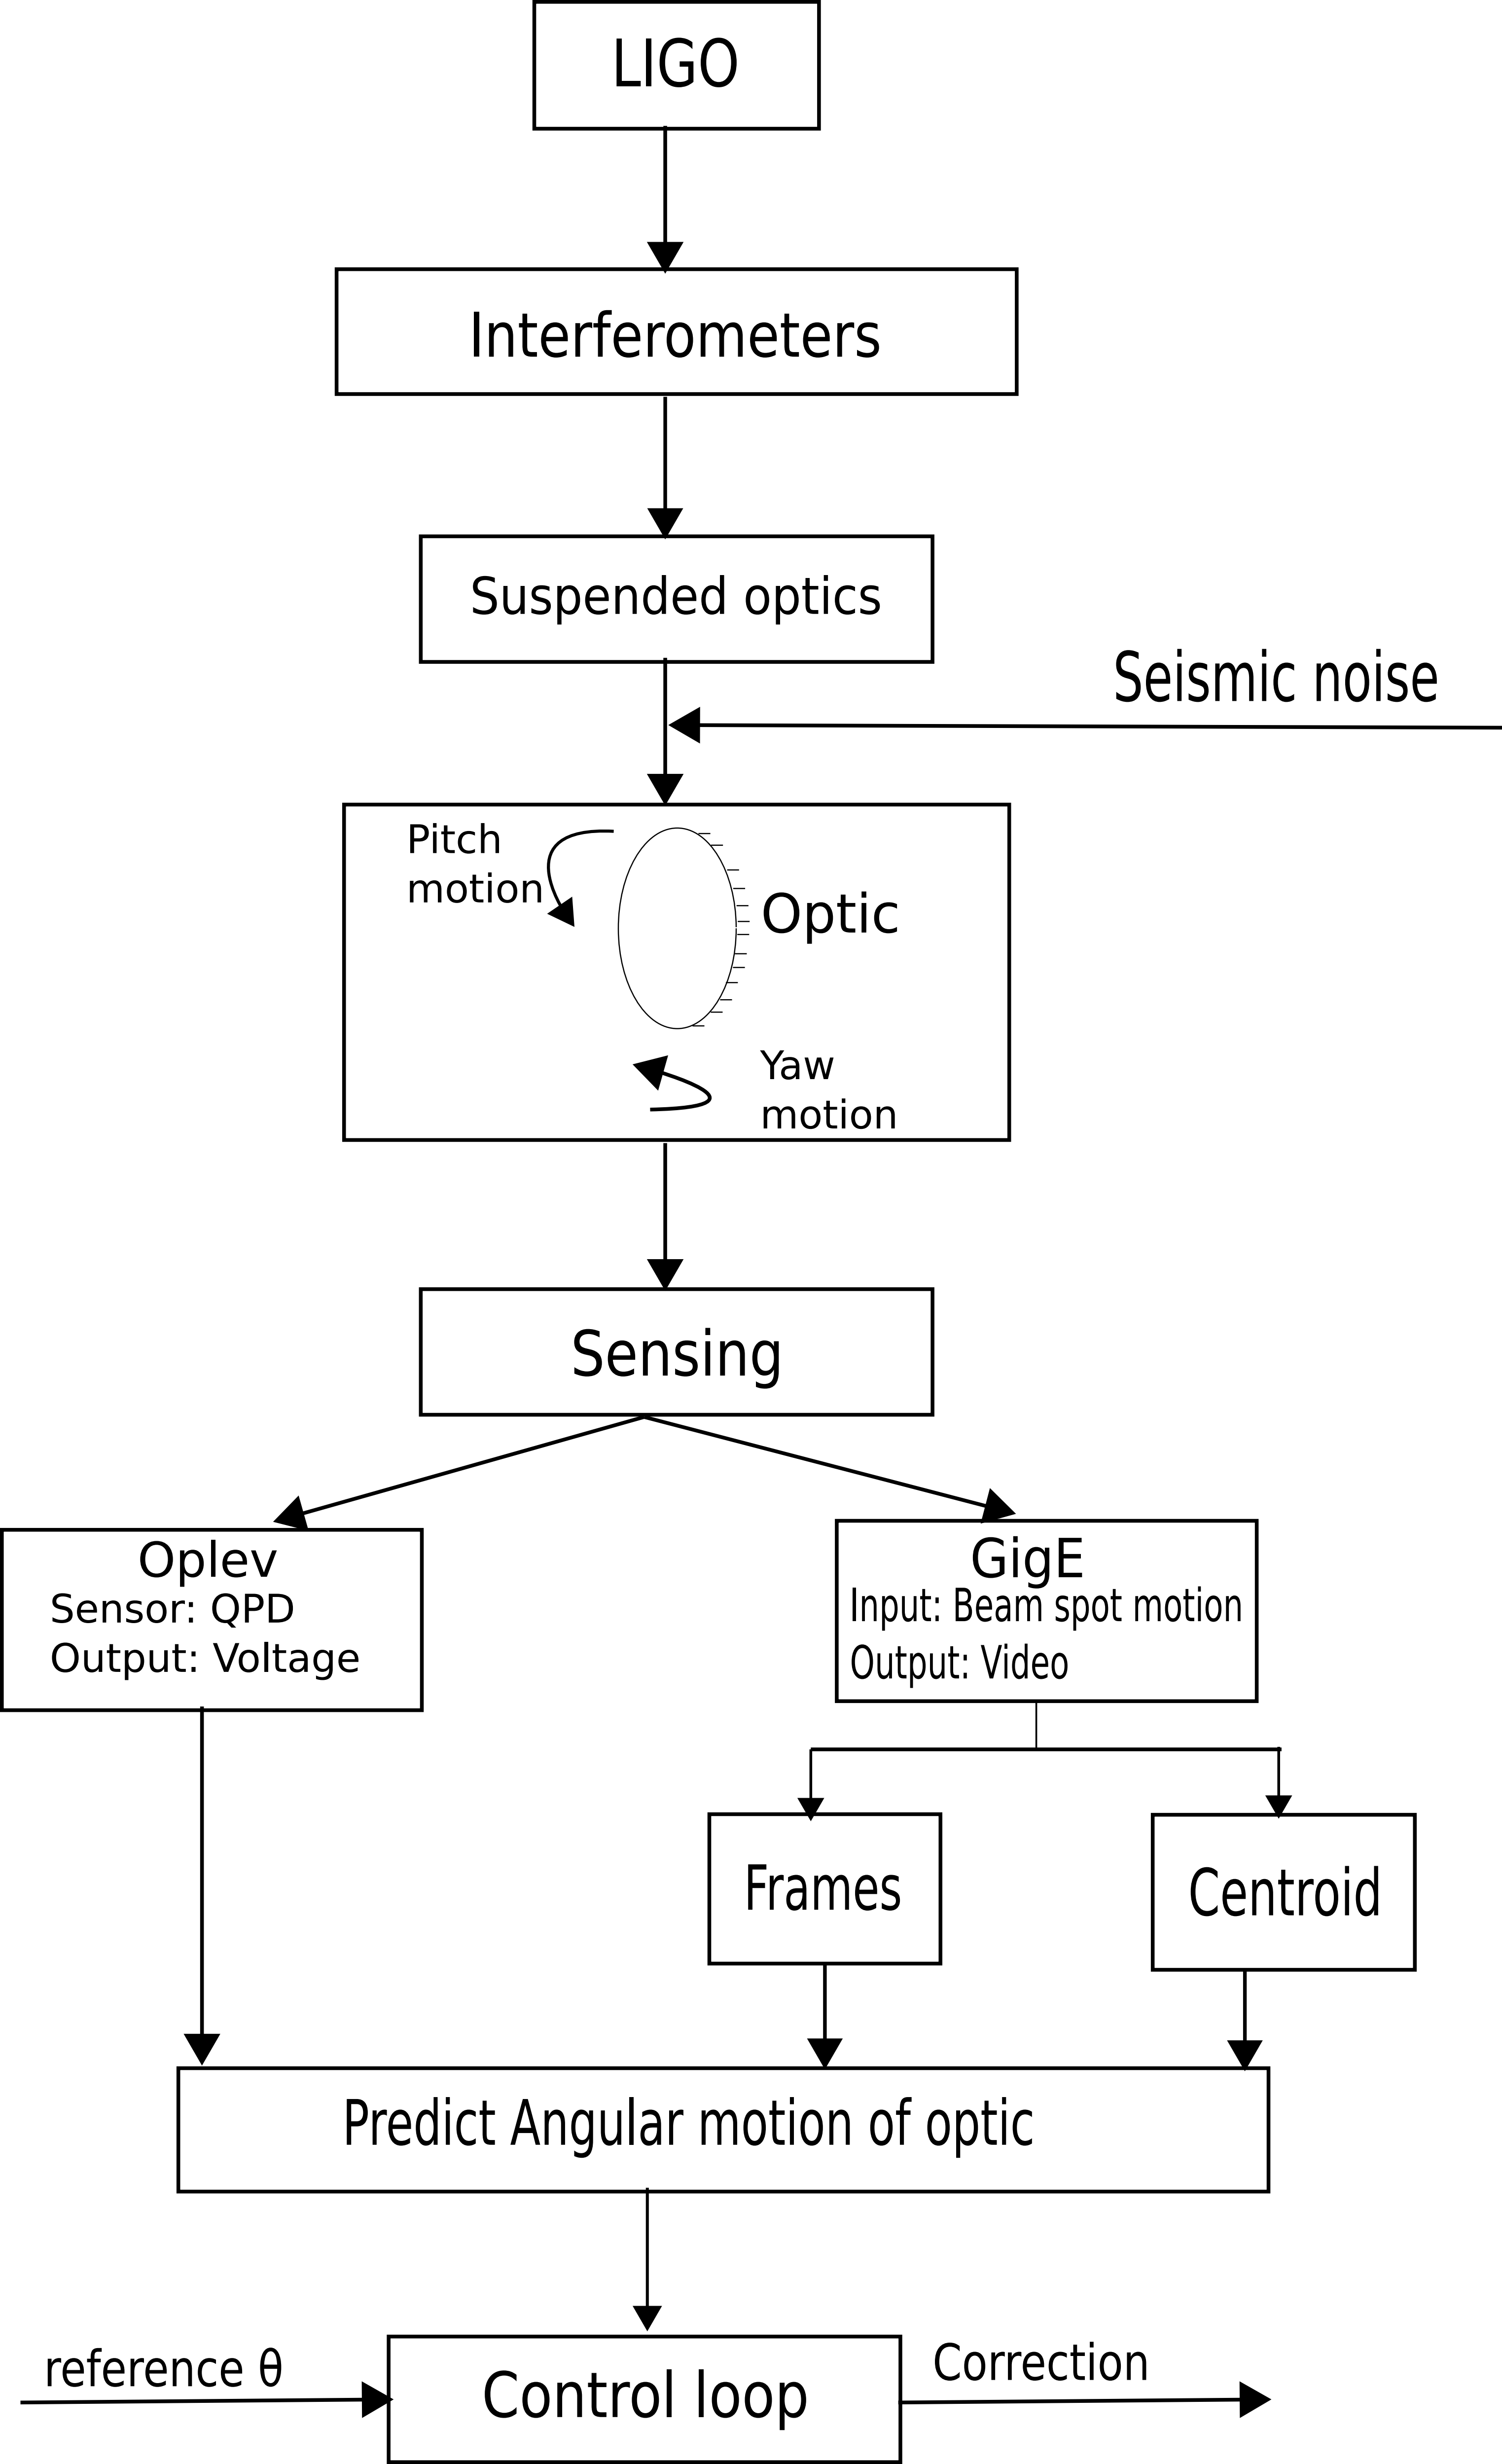 LIGO
Interferometers
Suspended optics
Seismic noise
Pitch
motion
Optic
Yaw
motion
Sensing
Oplev
Sensor: QPD
Output: Voltage
GigE
Input: Beam spot motion
Output: Video
Frames
Centroid
Predict Angular motion of optic
reference θ
Control loop
Correction